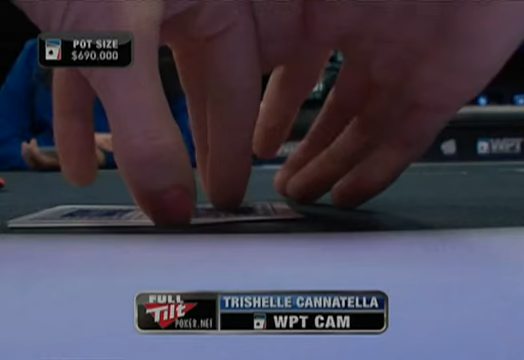 POT SIZE
$690,000
WPT
FULL
Tilt
POKER.NET
TRISHELLE CANNATELLA
WPT CAM